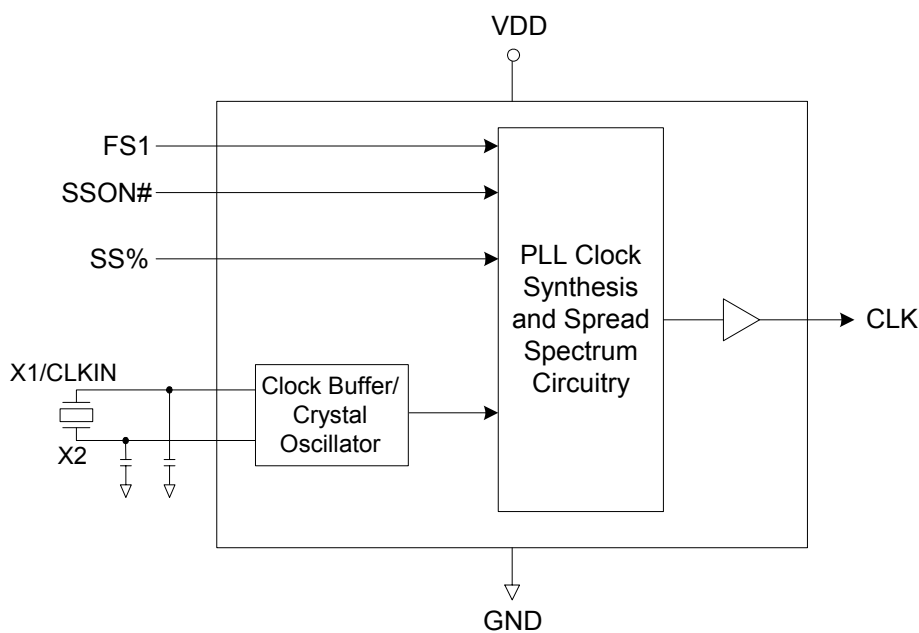 VDD
FS1
SSON#
SS%
PLL Clock
Synthesis
and Spread
Spectrum
Circuitry
CLK
X1/CLKIN
X2
Clock Buffer/
Crystal
Oscillator
GND